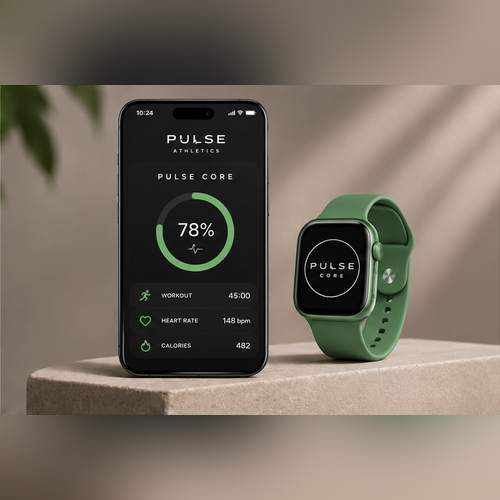 10:24
PULSE
ATHLETICS
PULSE CORE
78%
WORKOUT 45:00
HEART RATE 148 bpm
CALORIES 482
PULSE
CORE